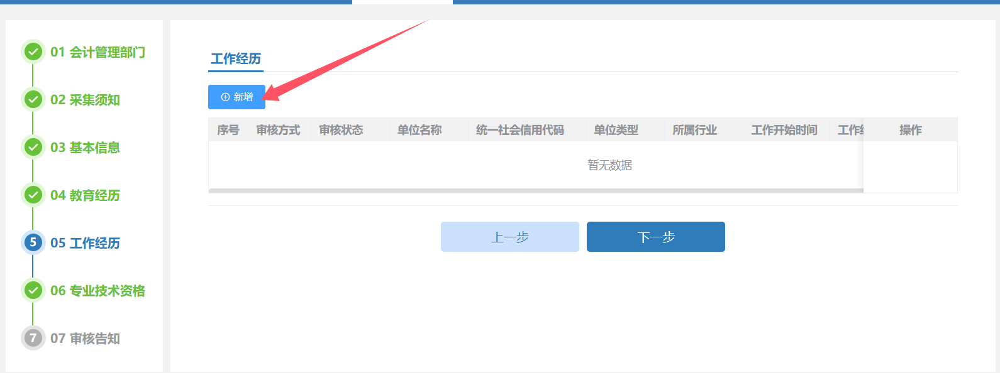 01 会计管理部门
02 采集须知
03 基本信息
04 教育经历
5 05 工作经历
06 专业技术资格
7 07 审核告知
工作经历
新增
序号 审核方式 审核状态 单位名称 统一社会信用代码 单位类型 所属行业 工作开始时间 工作 操作
暂无数据
上一步 下一步